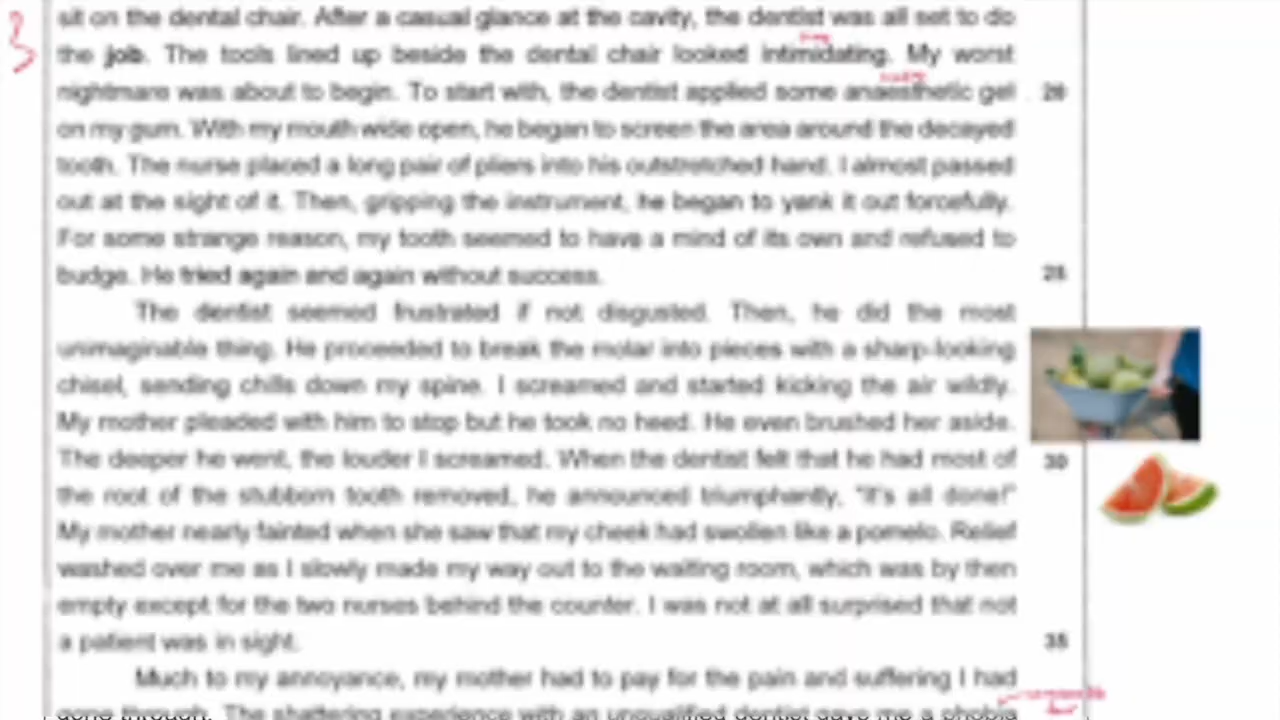 sit on the dental chair. After a casual glance at the cavity, the dentist was all set to do
the job. The tools lined up beside the dental chair looked intimidating. My worst
nightmare was about to begin. To start with, the dentist applied some anaesthetic gel 20
on my gum. With my mouth wide open, he began to screen the area around the decayed
tooth. The nurse placed a long pair of pliers into his outstretched hand. I almost passed
out at the sight of it. Then, gripping the instrument, he began to yank it out forcefully.
For some strange reason, my tooth seemed to have a mind of its own and refused to
budge. He tried again and again without success. 25
The dentist seemed frustrated if not disgusted. Then, he did the most
unimaginable thing. He proceeded to break the molar into pieces with a sharp-looking
chisel, sending chills down my spine. I screamed and started kicking the air wildly.
My mother pleaded with him to stop but he took no heed. He even brushed her aside.
The deeper he went, the louder I screamed. When the dentist felt that he had most of 30
the root of the stubborn tooth removed, he announced triumphantly, "It's all done!"
My mother nearly fainted when she saw that my cheek had swollen like a pomelo. Relief
washed over me as I slowly made my way out to the waiting room, which was by then
empty except for the two nurses behind the counter. I was not at all surprised that not
a patient was in sight. 35
Much to my annoyance, my mother had to pay for the pain and suffering I had
gone through. The shattering experience with an unqualified dentist gave me a phobia